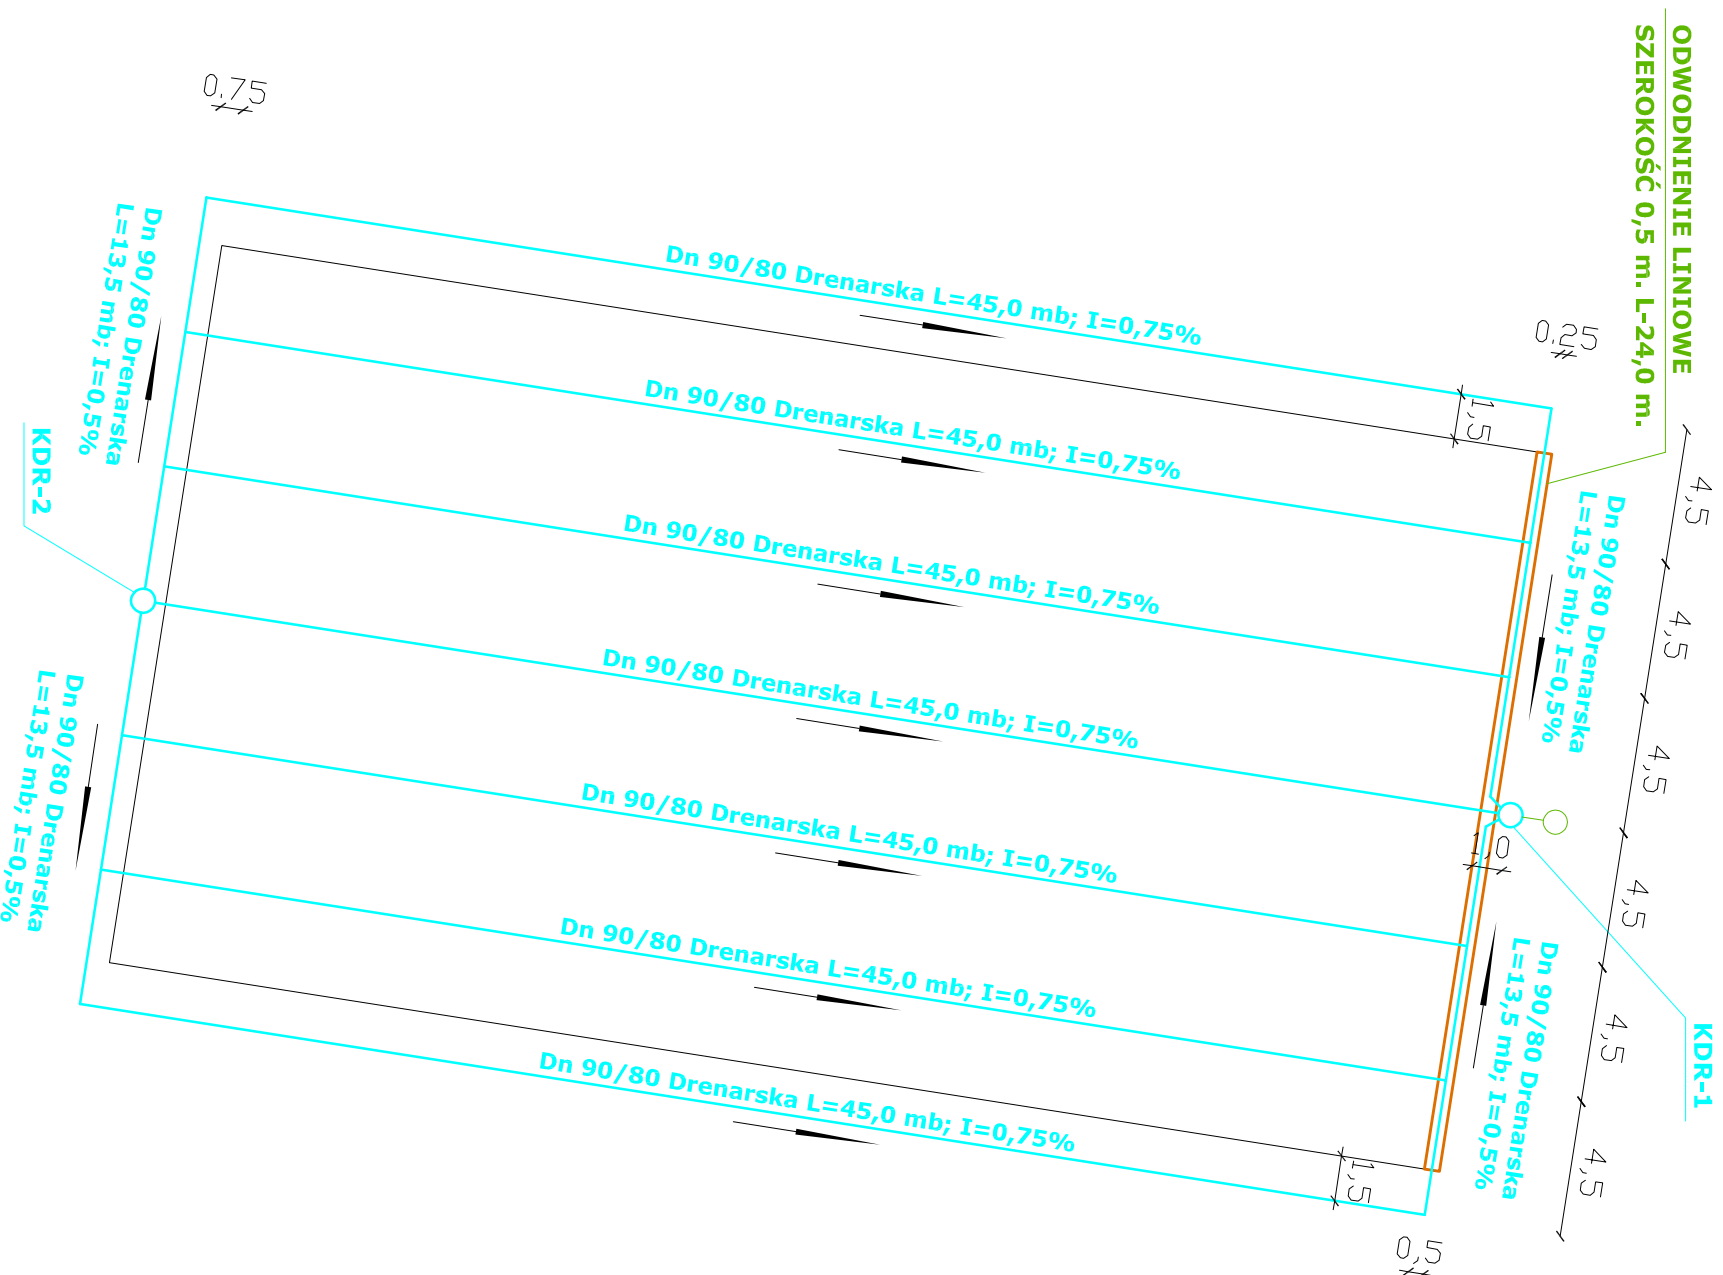 ODWODNIENIE LINIOWE
SZEROKOŚĆ 0,5 m. L-24,0 m.
0.75
0.25
1,5
4,5
4,5
4,5
4,5
4,5
4,5
Dn 90/80 Drenarska L=45,0 mb; I=0,75%
Dn 90/80 Drenarska L=45,0 mb; I=0,75%
Dn 90/80 Drenarska L=45,0 mb; I=0,75%
Dn 90/80 Drenarska L=45,0 mb; I=0,75%
Dn 90/80 Drenarska L=45,0 mb; I=0,75%
Dn 90/80 Drenarska L=45,0 mb; I=0,75%
Dn 90/80 Drenarska L=45,0 mb; I=0,75%
Dn 90/80 Drenarska
L=13,5 mb; I=0,5%
KDR-2
Dn 90/80 Drenarska
L=13,5 mb; I=0,5%
Dn 90/80 Drenarska
L=13,5 mb; I=0,5%
1,0
Dn 90/80 Drenarska
L=13,5 mb; I=0,5%
KDR-1
1,5
0,5